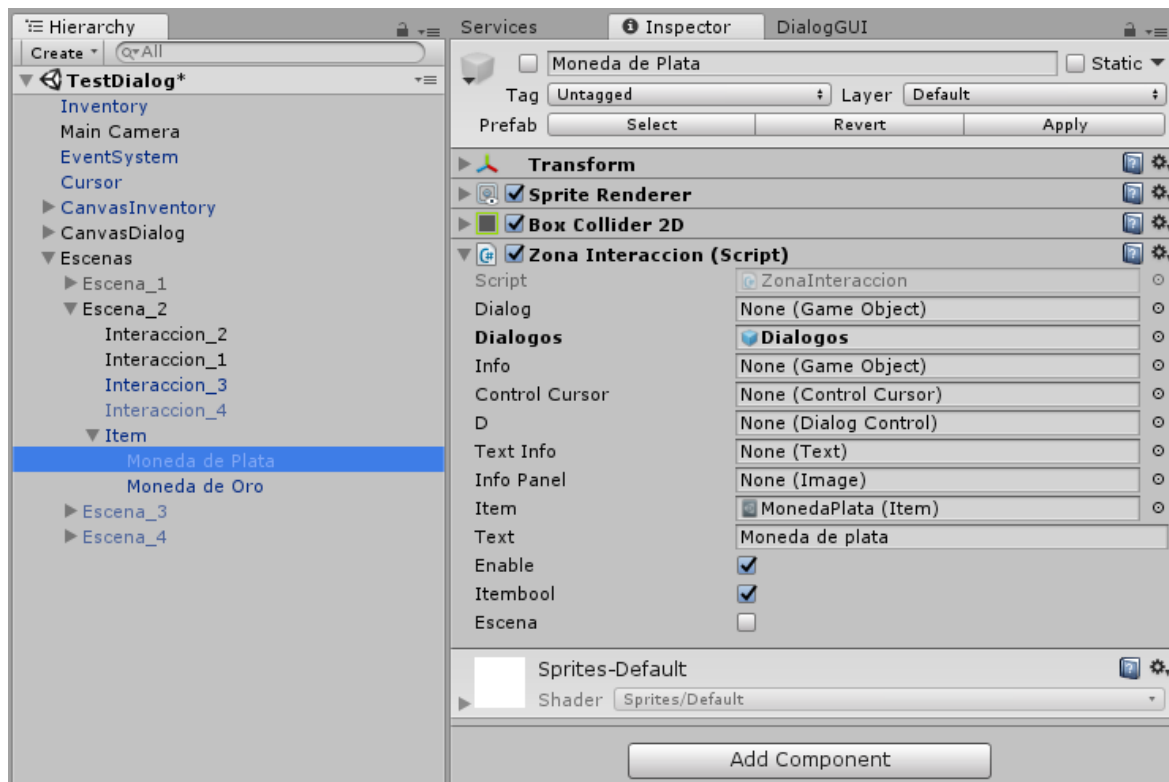 Hierarchy
Create All
TestDialog*
Inventory
Main Camera
EventSystem
Cursor
CanvasInventory
CanvasDialog
Escenas
Escena_1
Escena_2
Interaccion_2
Interaccion_1
Interaccion_3
Interaccion_4
Item
Moneda de Plata
Moneda de Oro
Escena_3
Escena_4
Services Inspector DialogGUI
Moneda de Plata Static
Tag Untagged Layer Default
Prefab Select Revert Apply
Transform
Sprite Renderer
Box Collider 2D
Zona Interaccion (Script)
Script ZonaInteraccion
Dialog None (Game Object)
Dialogos Dialogos
Info None (Game Object)
Control Cursor None (Control Cursor)
D None (Dialog Control)
Text Info None (Text)
Info Panel None (Image)
Item MonedaPlata (Item)
Text Moneda de plata
Enable
Itembool
Escena
Sprites-Default
Shader Sprites/Default
Add Component